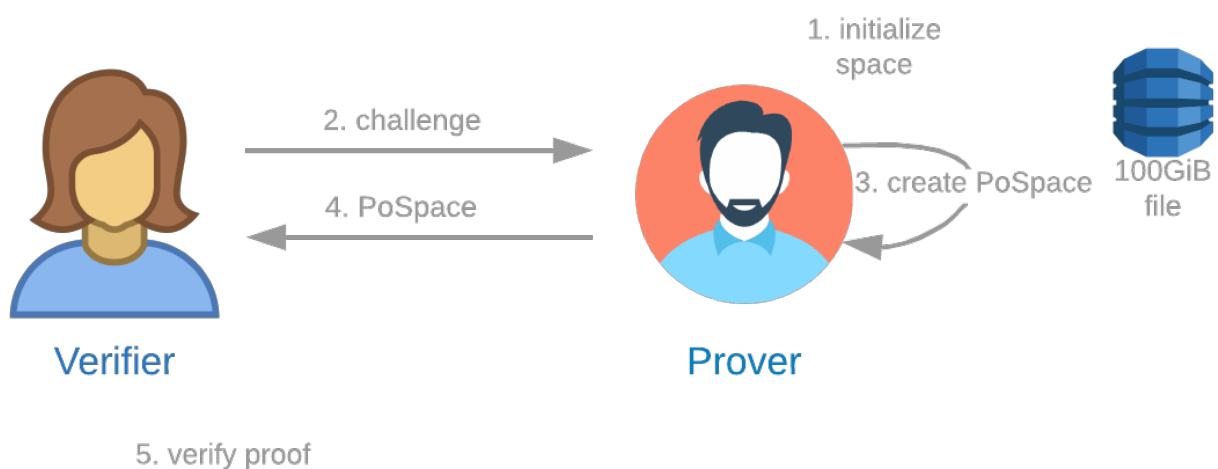 1. initialize
space
2. challenge
3. create PoSpace
100GiB
file
4. PoSpace
Verifier
Prover
5. verify proof